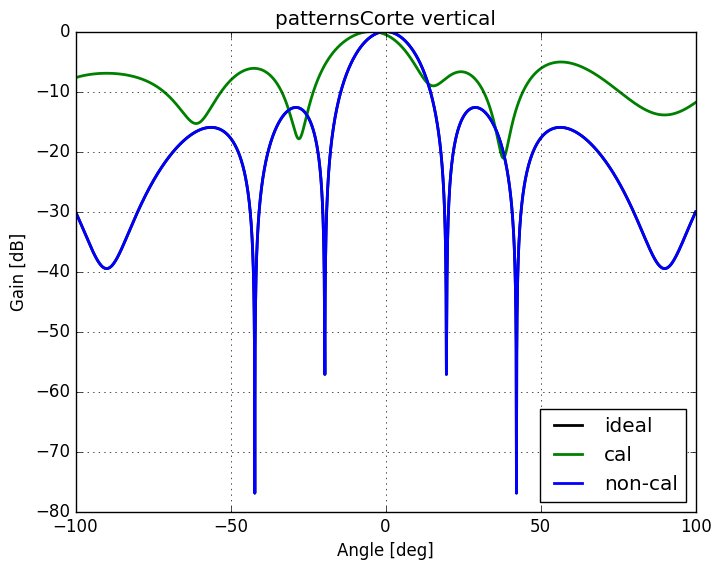 patternsCorte vertical
Gain [dB]
0
−10
−20
−30
−40
−50
−60
−70
−80
−100
−50
0
50
100
Angle [deg]
ideal
cal
non-cal